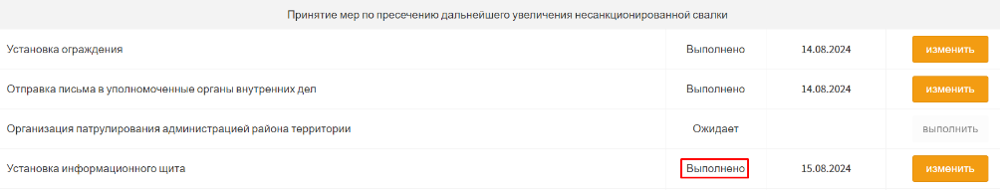 Принятие мер по пресечению дальнейшего увеличения несанкционированной свалки
Установка ограждения Выполнено 14.08.2024 изменить
Отправка письма в уполномоченные органы внутренних дел Выполнено 14.08.2024 изменить
Организация патрулирования администрацией района территории Ожидает выполнить
Установка информационного щита Выполнено 15.08.2024 изменить